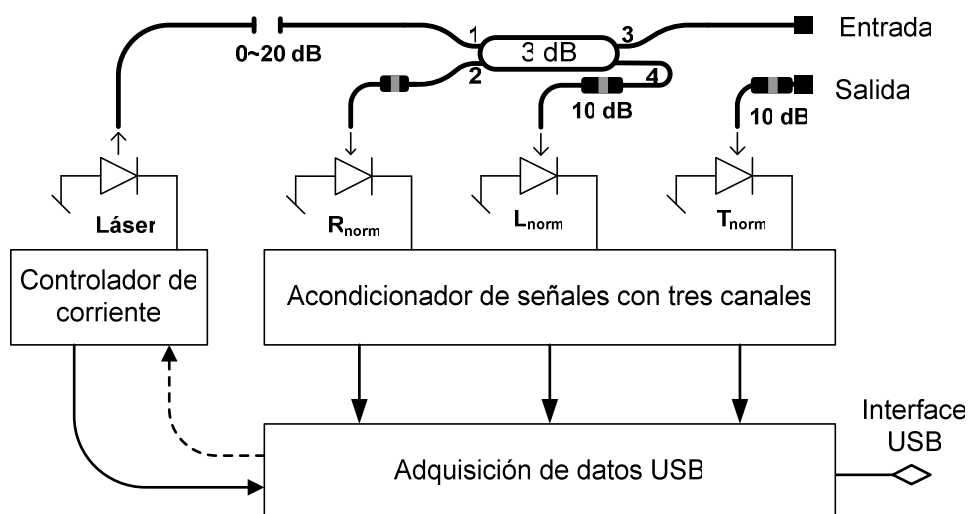 1
3
Entrada
0~20 dB
3 dB
2
4
Salida
10 dB
10 dB
Láser
Rnorm
Lnorm
Tnorm
Controlador de
corriente
Acondicionador de señales con tres canales
Interface
USB
Adquisición de datos USB